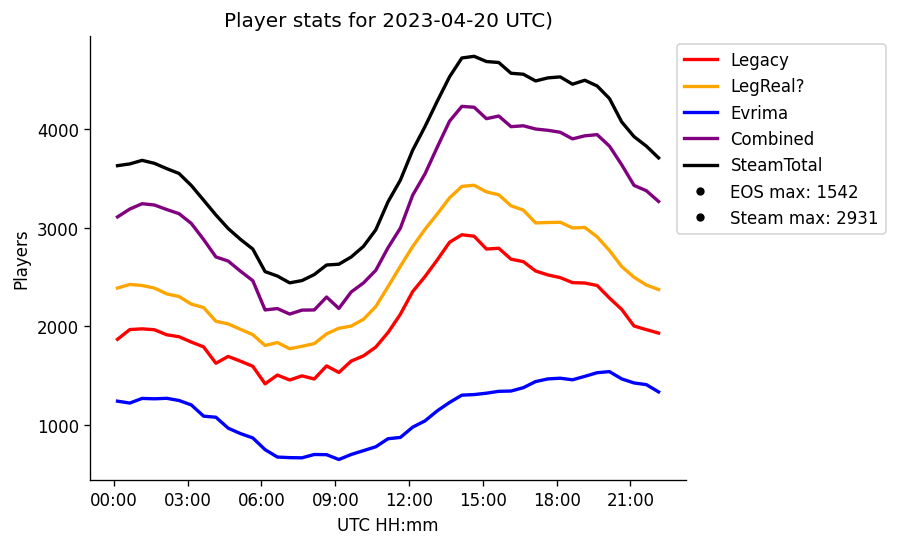 Player stats for 2023-04-20 UTC)
Legacy
LegReal?
Evrima
Combined
SteamTotal
EOS max: 1542
Steam max: 2931
Players
4000
3000
2000
1000
00:00 03:00 06:00 09:00 12:00 15:00 18:00 21:00
UTC HH:mm